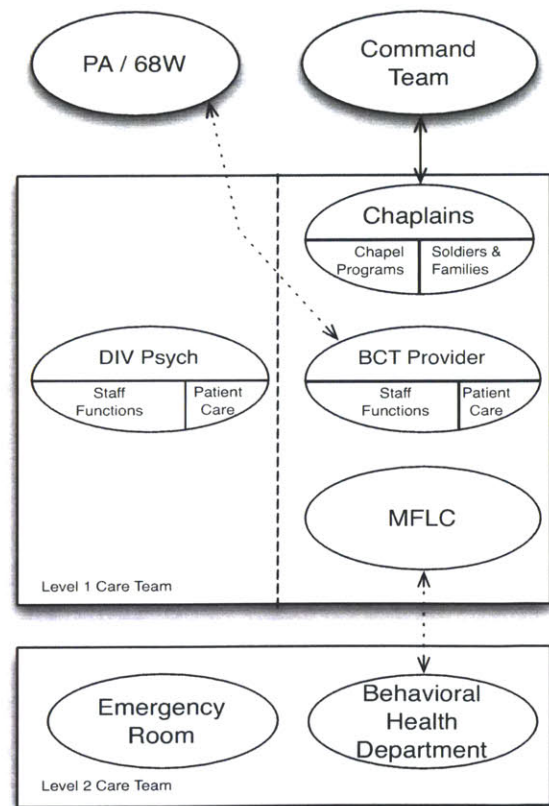 PA / 68W
Command
Team
Chaplains
Chapel
Programs
Soldiers &
Families
DIV Psych
Staff
Functions
Patient
Care
BCT Provider
Staff
Functions
Patient
Care
MFLC
Level 1 Care Team
Emergency
Room
Behavioral
Health
Department
Level 2 Care Team